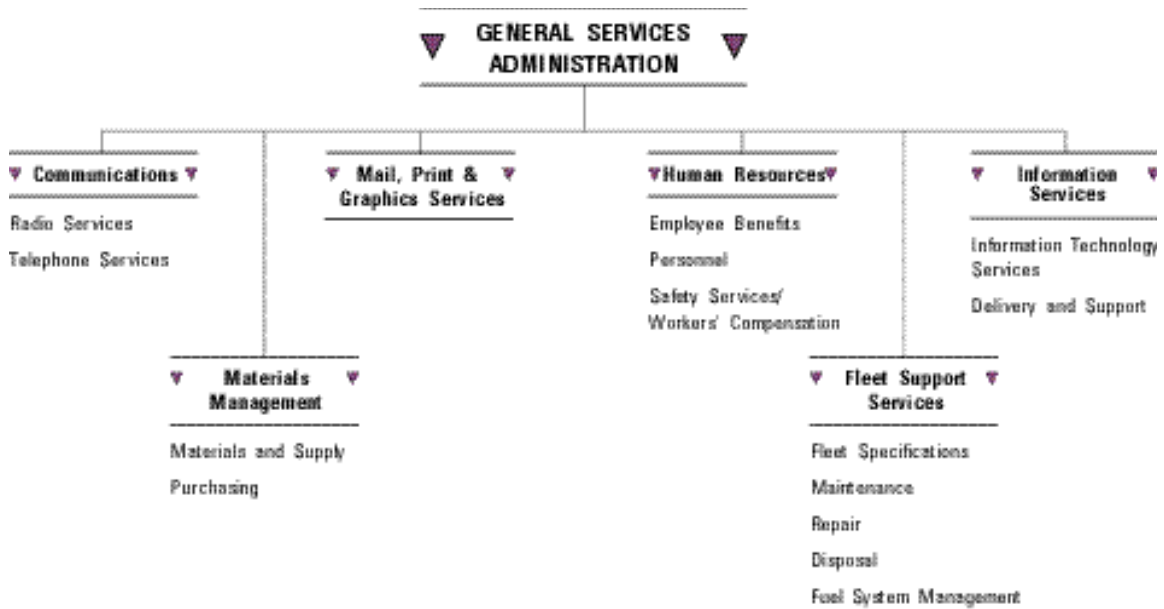 GENERAL SERVICES
ADMINISTRATION
Communications
Radio Services
Telephone Services
Mail, Print &
Graphics Services
Human Resources
Employee Benefits
Personnel
Safety Services/
Workers' Compensation
Information
Services
Information Technology
Services
Delivery and Support
Materials
Management
Materials and Supply
Purchasing
Fleet Support
Services
Fleet Specifications
Maintenance
Repair
Disposal
Fuel System Management